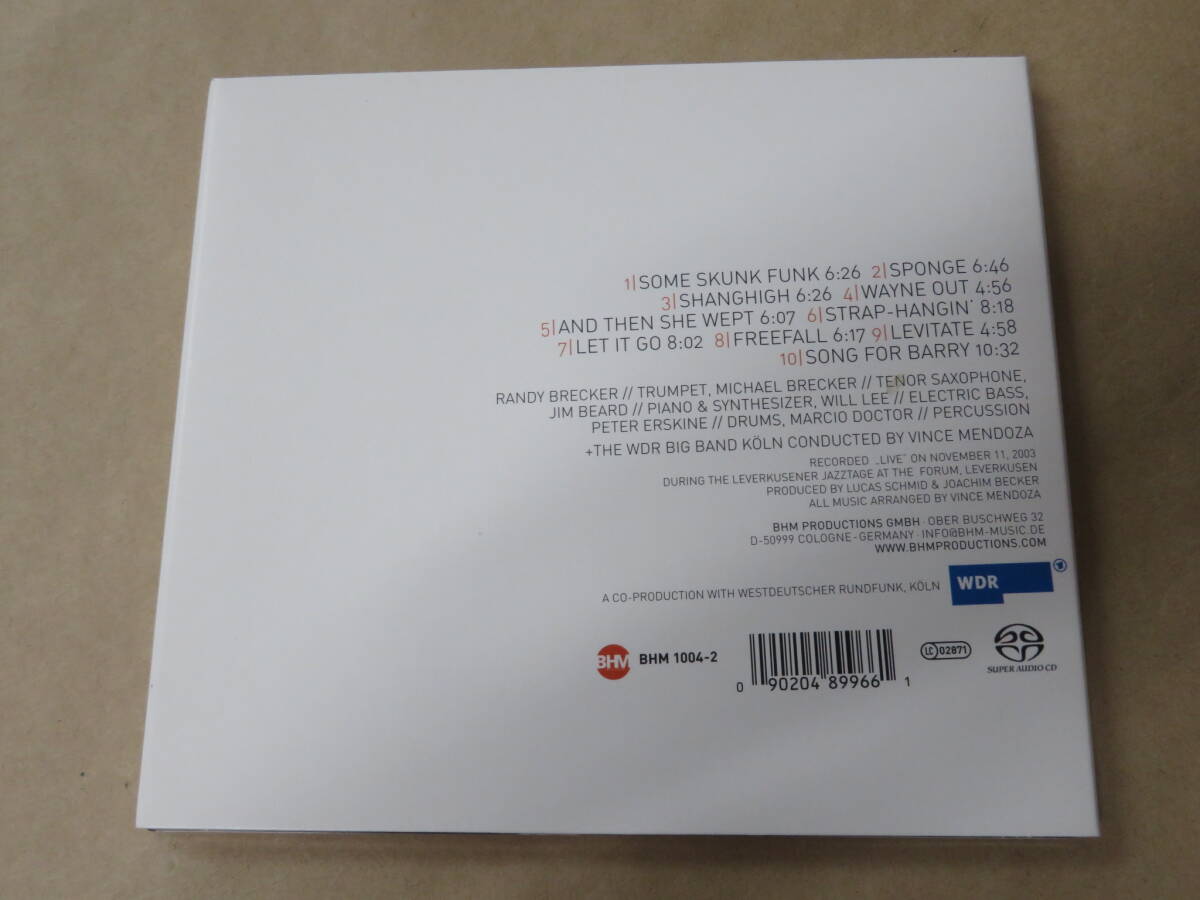 1|SOME SKUNK FUNK 6:26 2|SPONGE 6:46
3|SHANGHIGH 6:26 4|WAYNE OUT 4:56
5|AND THEN SHE WEPT 6:07 6|STRAP-HANGIN' 8:18
7|LET IT GO 8:02 8|FREEFALL 6:17 9|LEVITATE 4:58
10|SONG FOR BARRY 10:32
RANDY BRECKER // TRUMPET, MICHAEL BRECKER // TENOR SAXOPHONE,
JIM BEARD // PIANO & SYNTHESIZER, WILL LEE // ELECTRIC BASS,
PETER ERSKINE // DRUMS, MARCIO DOCTOR // PERCUSSION
+THE WDR BIG BAND KÖLN CONDUCTED BY VINCE MENDOZA
RECORDED „LIVE" ON NOVEMBER 11, 2003
DURING THE LEVERKUSENER JAZZTAGE AT THE FORUM, LEVERKUSEN
PRODUCED BY LUCAS SCHMID & JOACHIM BECKER
ALL MUSIC ARRANGED BY VINCE MENDOZA
BHM PRODUCTIONS GMBH · OBER BUSCHWEG 32
D-50999 COLOGNE - GERMANY · INFO@BHM-MUSIC.DE
WWW.BHMPRODUCTIONS.COM
A CO-PRODUCTION WITH WESTDEUTSCHER RUNDFUNK, KÖLN
WDR
BHM
BHM 1004-2
0 90204 89966 1
LC 02871
SUPER AUDIO CD